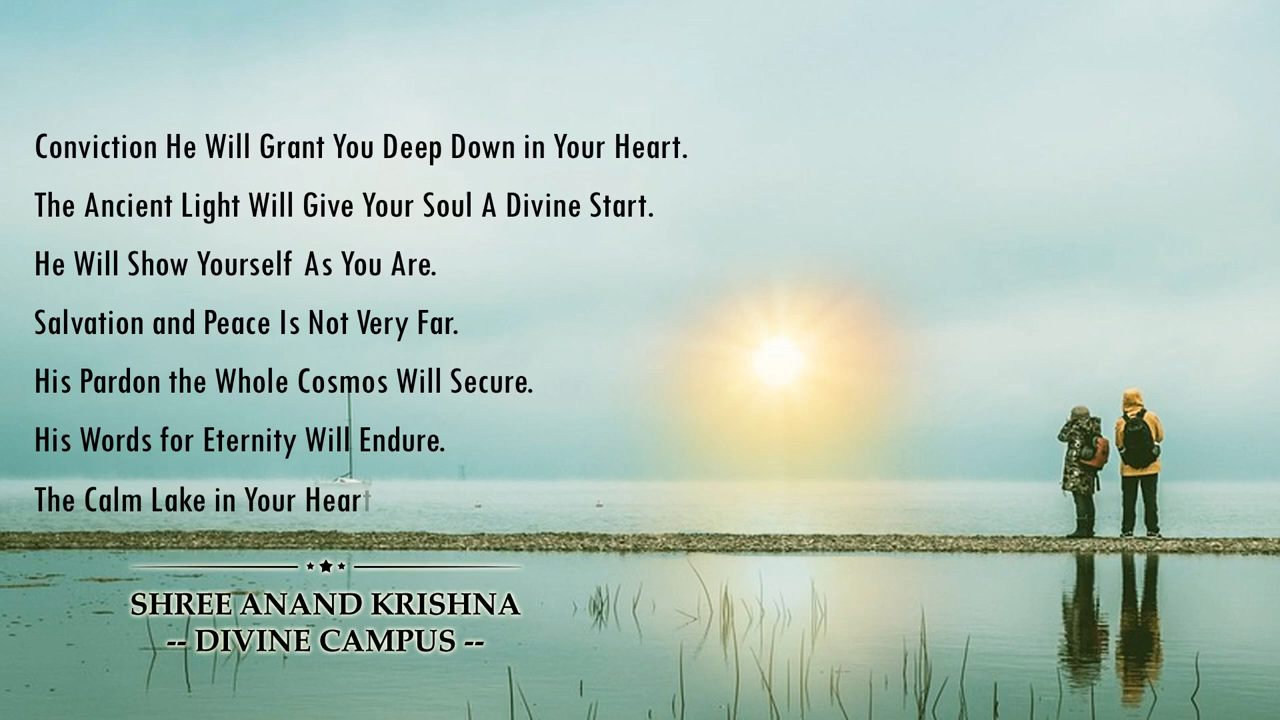 Conviction He Will Grant You Deep Down in Your Heart.
The Ancient Light Will Give Your Soul A Divine Start.
He Will Show Yourself As You Are.
Salvation and Peace Is Not Very Far.
His Pardon the Whole Cosmos Will Secure.
His Words for Eternity Will Endure.
The Calm Lake in Your Heart
SHREE ANAND KRISHNA
-- DIVINE CAMPUS --